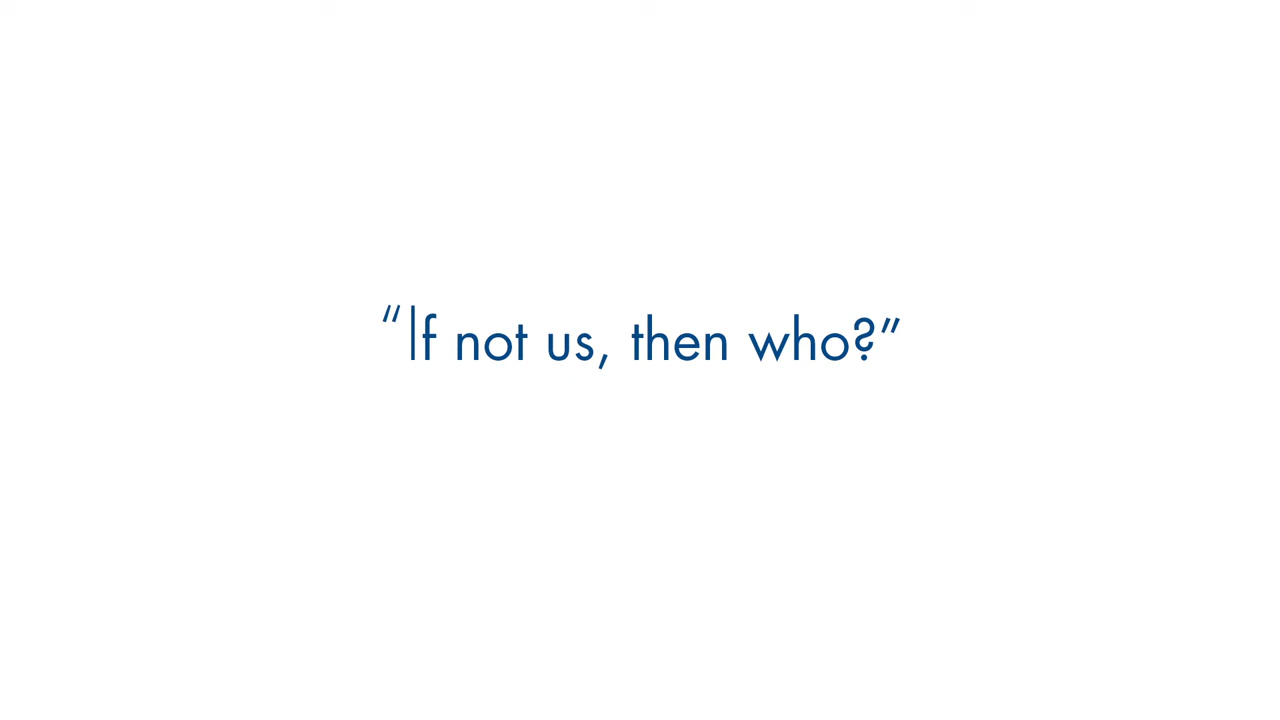 “If not us, then who?”